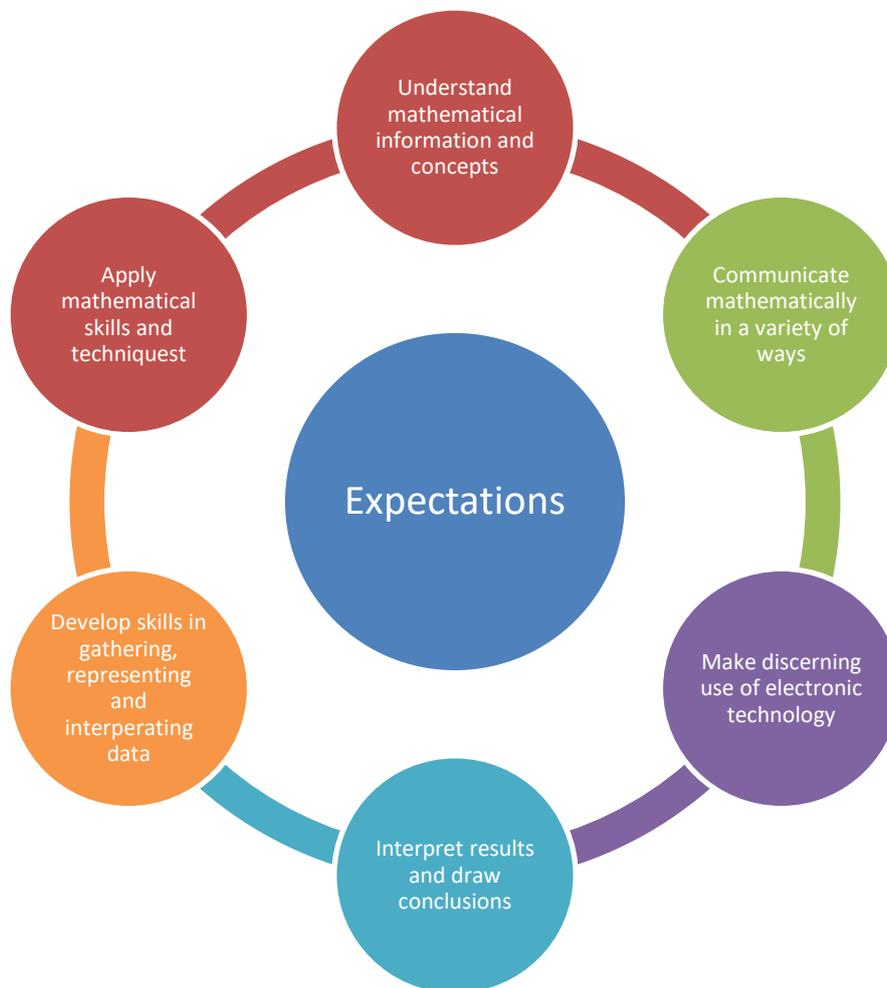 Understand
mathematical
information and
concepts
Communicate
mathematically
in a variety of
ways
Make discerning
use of electronic
technology
Interpret results
and draw
conclusions
Develop skills in
gathering,
representing
and
interperating
data
Apply
mathematical
skills and
techniquest
Expectations